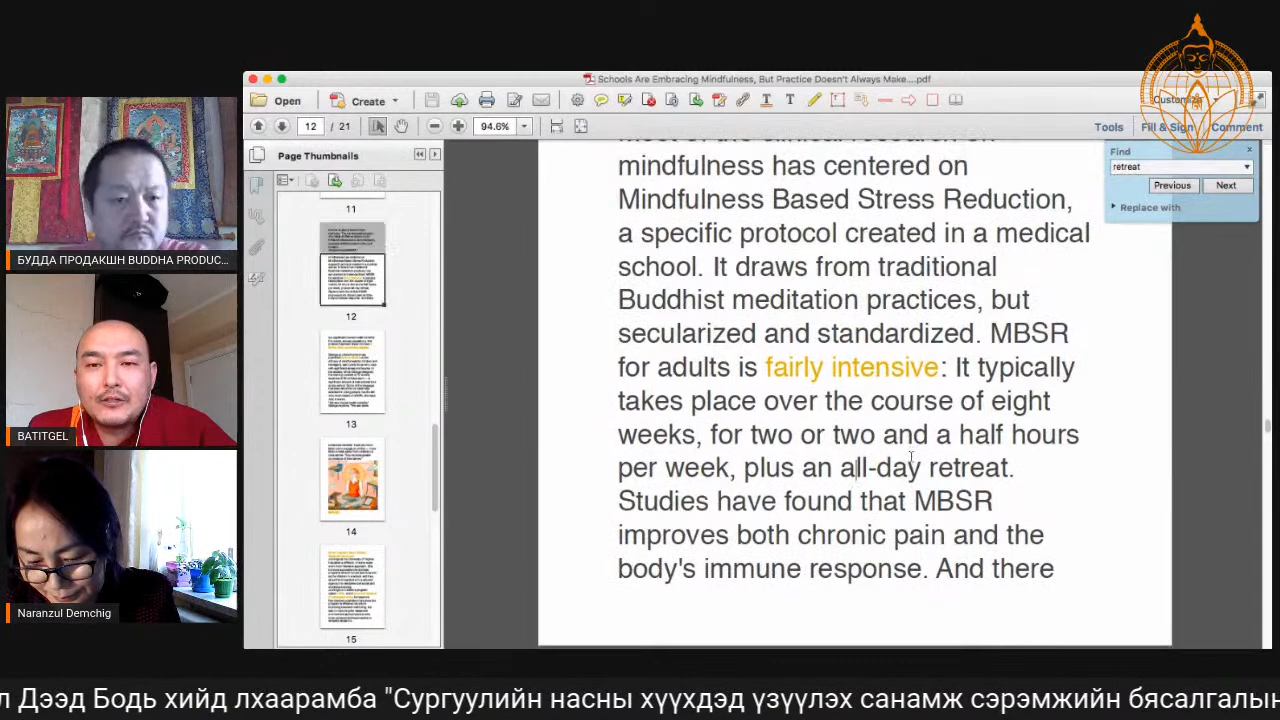 Schools Are Embracing Mindfulness, But Practice Doesn't Always Make....pdf
Open
Create
Customize
12 / 21
94.6%
Tools
Fill & Sign
Comment
Page Thumbnails
11
12
13
14
15
Find
retreat
Previous
Next
Replace with
mindfulness has centered on
Mindfulness Based Stress Reduction,
a specific protocol created in a medical
school. It draws from traditional
Buddhist meditation practices, but
secularized and standardized. MBSR
for adults is fairly intensive: It typically
takes place over the course of eight
weeks, for two or two and a half hours
per week, plus an all-day retreat.
Studies have found that MBSR
improves both chronic pain and the
body's immune response. And there
БУДДА ПРОДАКШН BUDDHA PRODUC...
BATITGEL
Naranzul Demchig
л Дээд Бодь хийд лхаарамба "Сургуулийн насны хүүхдэд үзүүлэх санамж сэрэмжийн бясалгалын